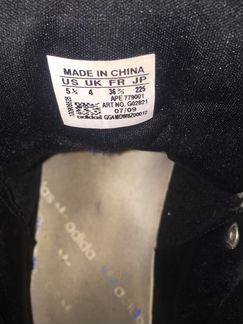 MADE IN CHINA
US UK FR JP
5½ 4 36⅔ 225
APE 779001
ART NO. G02821
07/09
adidas
adidas